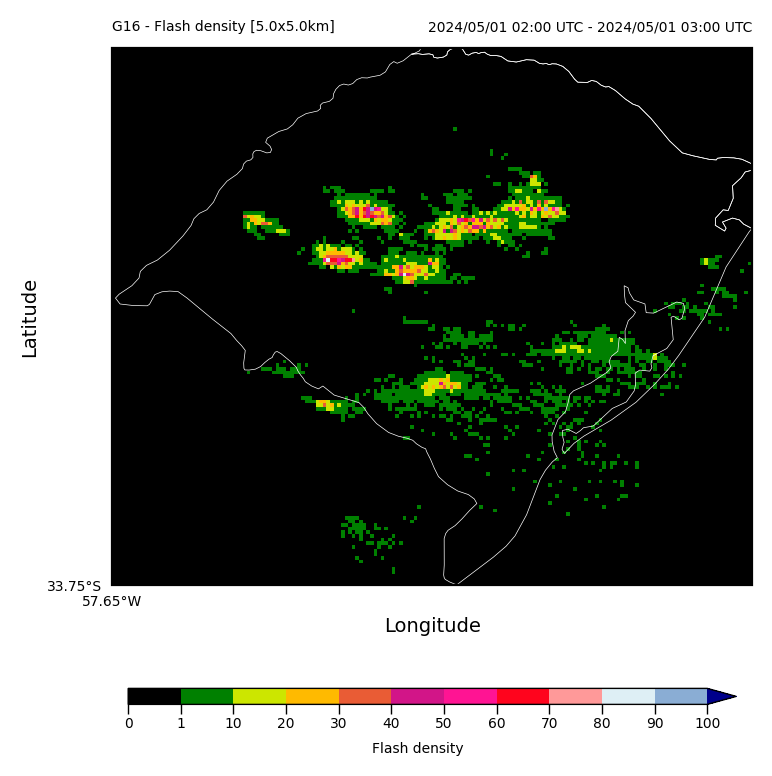 G16 - Flash density [5.0x5.0km] 2024/05/01 02:00 UTC - 2024/05/01 03:00 UTC
Latitude
33.75°S
57.65°W
Longitude
0 1 10 20 30 40 50 60 70 80 90 100
Flash density